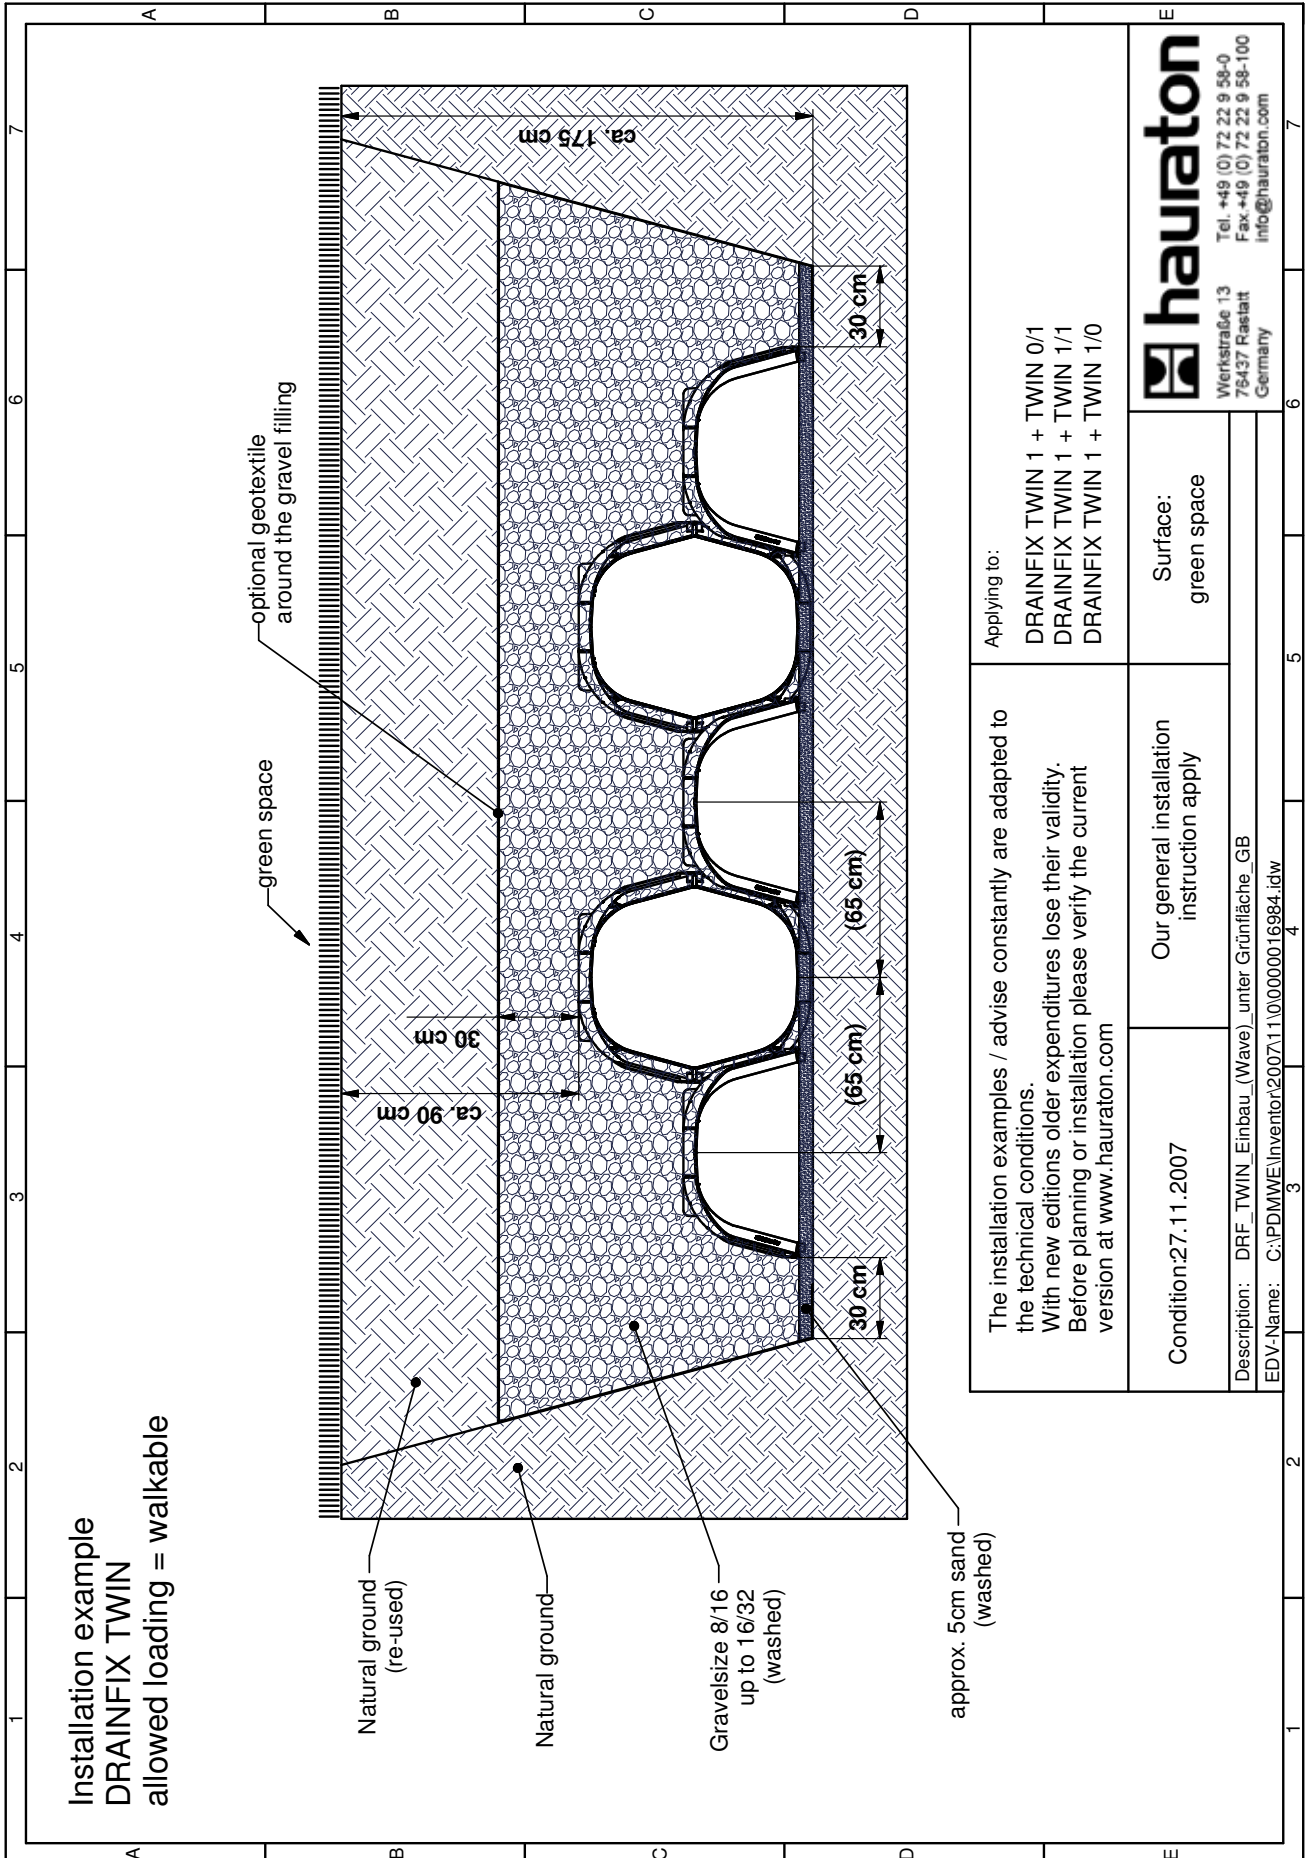 Installation example
DRAINFIX TWIN
allowed loading = walkable
1
2
3
4
5
6
7
A
B
C
D
E
green space
optional geotextile
around the gravel filling
Natural ground
(re-used)
Natural ground
Gravelsize 8/16
up to 16/32
(washed)
approx. 5cm sand
(washed)
ca. 90 cm
30 cm
ca. 175 cm
30 cm
(65 cm)
(65 cm)
30 cm
The installation examples / advise constantly are adapted to
the technical conditions.
With new editions older expenditures lose their validity.
Before planning or installation please verify the current
version at www.hauraton.com
Applying to:
DRAINFIX TWIN 1 + TWIN 0/1
DRAINFIX TWIN 1 + TWIN 1/1
DRAINFIX TWIN 1 + TWIN 1/0
Condition:27.11.2007
Our general installation
instruction apply
Surface:
green space
hauraton
Werkstraße 13
76437 Rastatt
Germany
Tel. +49 (0) 72 22 9 58-0
Fax.+49 (0) 72 22 9 58-100
info@hauraton.com
Description: DRF_TWIN_Einbau_(Wave)_unter Grünfläche_GB
EDV-Name: C:\PDMWE\Inventor\2007\11\0000016984.idw
A
B
C
D
E
1
2
3
4
5
6
7